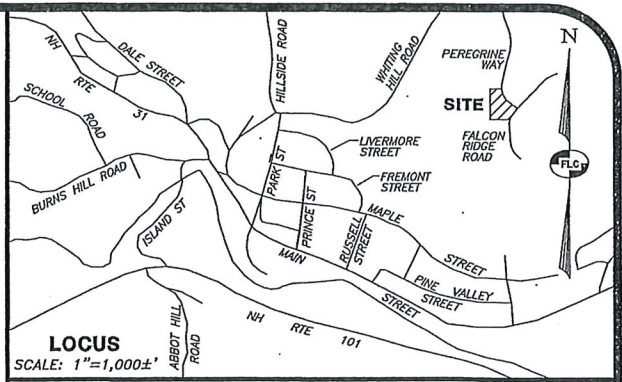 NH
RTE
31
DALE STREET
HILLSIDE ROAD
WHITING
HILL ROAD
PEREGRINE
WAY
N
SCHOOL
ROAD
SITE
LIVERMORE
STREET
FALCON
RIDGE
ROAD
FLC
PARK ST
FREMONT
STREET
BURNS HILL ROAD
ISLAND ST
PRINCE ST
MAPLE
STREET
RUSSELL
STREET
MAIN
STREET
PINE VALLEY
STREET
NH RTE 101
ABBOT HILL
ROAD
LOCUS
SCALE: 1"=1,000±'